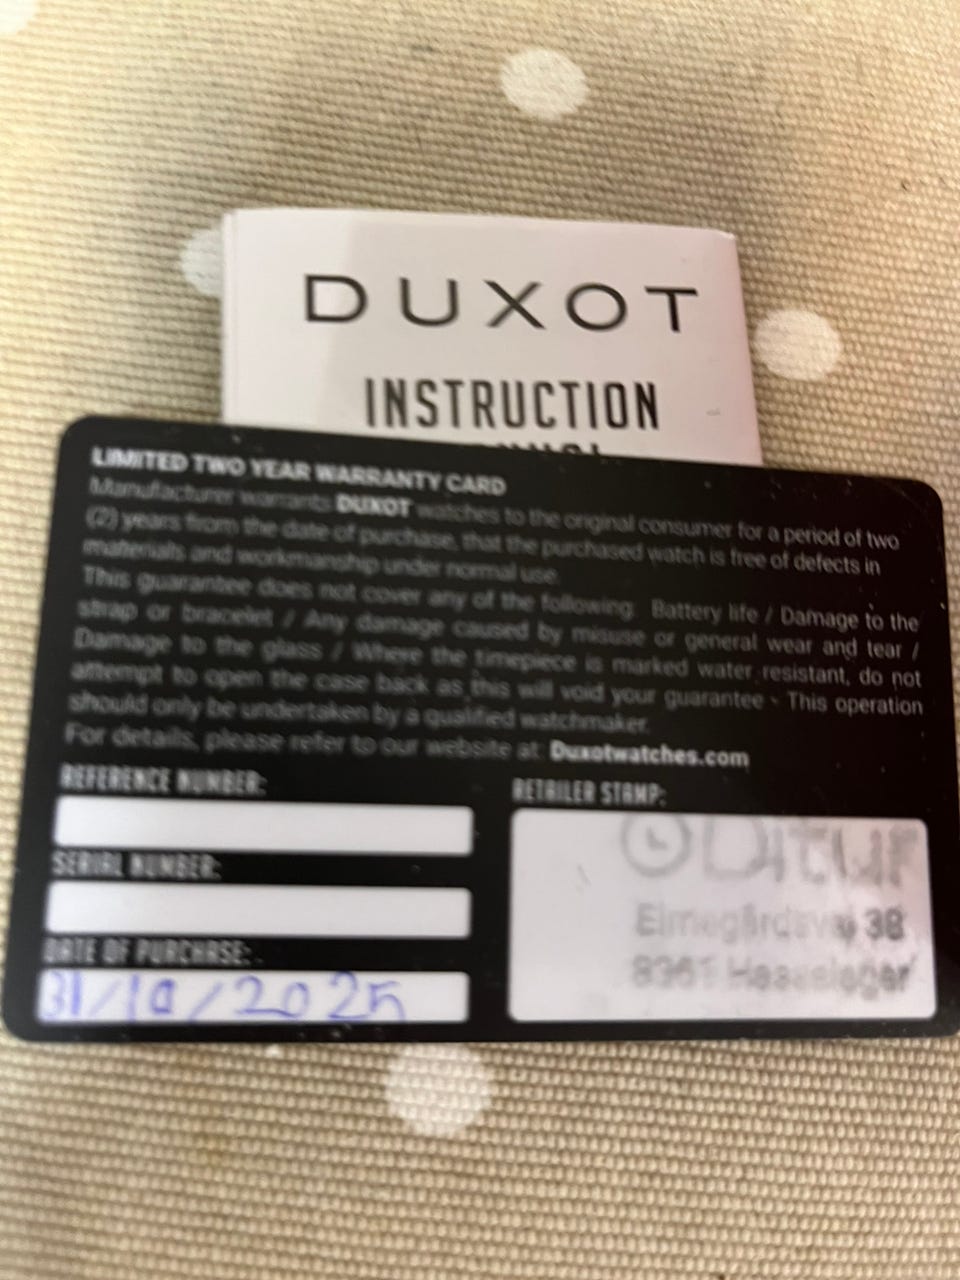 DUXOT
INSTRUCTION
LIMITED TWO YEAR WARRANTY CARD
Manufacturer warrants DUXOT watches to the original consumer for a period of two
(2) years from the date of purchase, that the purchased watch is free of defects in
materials and workmanship under normal use.
This guarantee does not cover any of the following: Battery life / Damage to the
strap or bracelet / Any damage caused by misuse or general wear and tear /
Damage to the glass / Where the timepiece is marked water resistant, do not
attempt to open the case back as this will void your guarantee - This operation
should only be undertaken by a qualified watchmaker.
For details, please refer to our website at: Duxotwatches.com
REFERENCE NUMBER:
SERIAL NUMBER:
DATE OF PURCHASE:
31/10/2025
RETAILER STAMP:
Ditur
Elmegårdsvej 38
8361 Hasselager